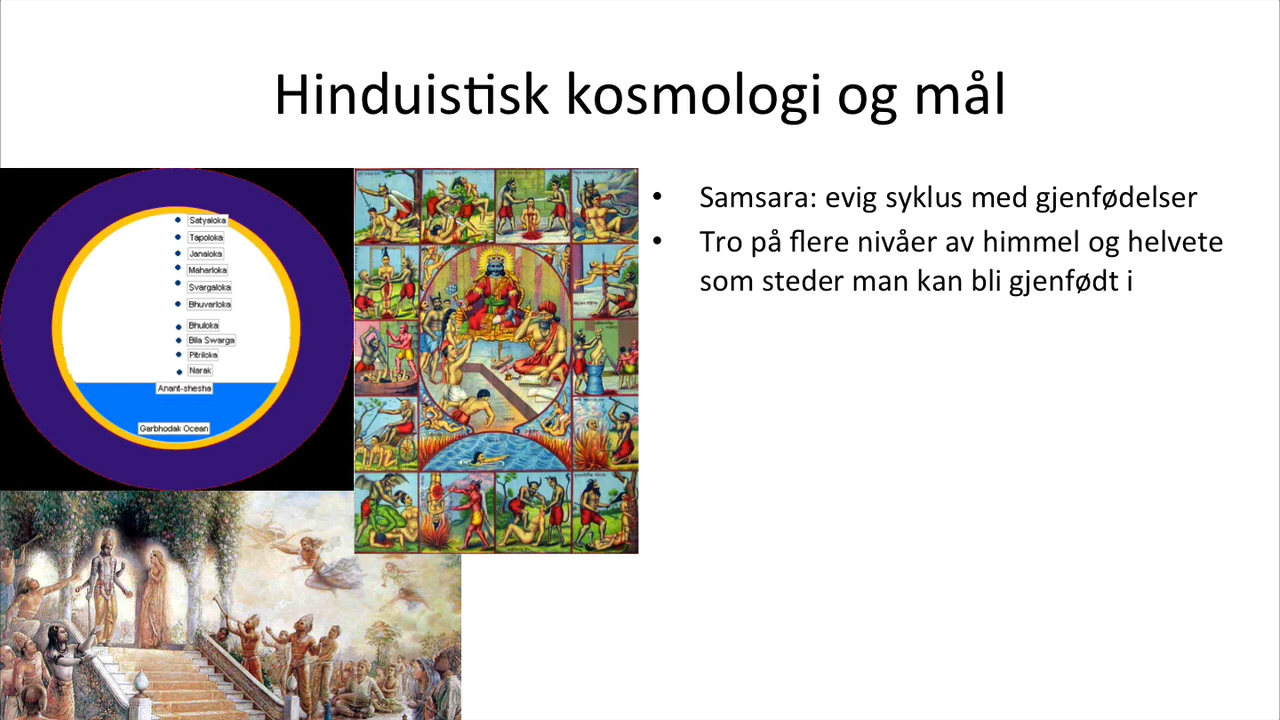 Hinduistisk kosmologi og mål
Satyaloka
Tapoloka
Janaloka
Maharloka
Svargaloka
Bhuvarloka
Bhuloka
Bila Swarga
Pitriloka
Narak
Anant-shesha
Garbhodak Ocean
• Samsara: evig syklus med gjenfødelser
• Tro på flere nivåer av himmel og helvete
som steder man kan bli gjenfødt i